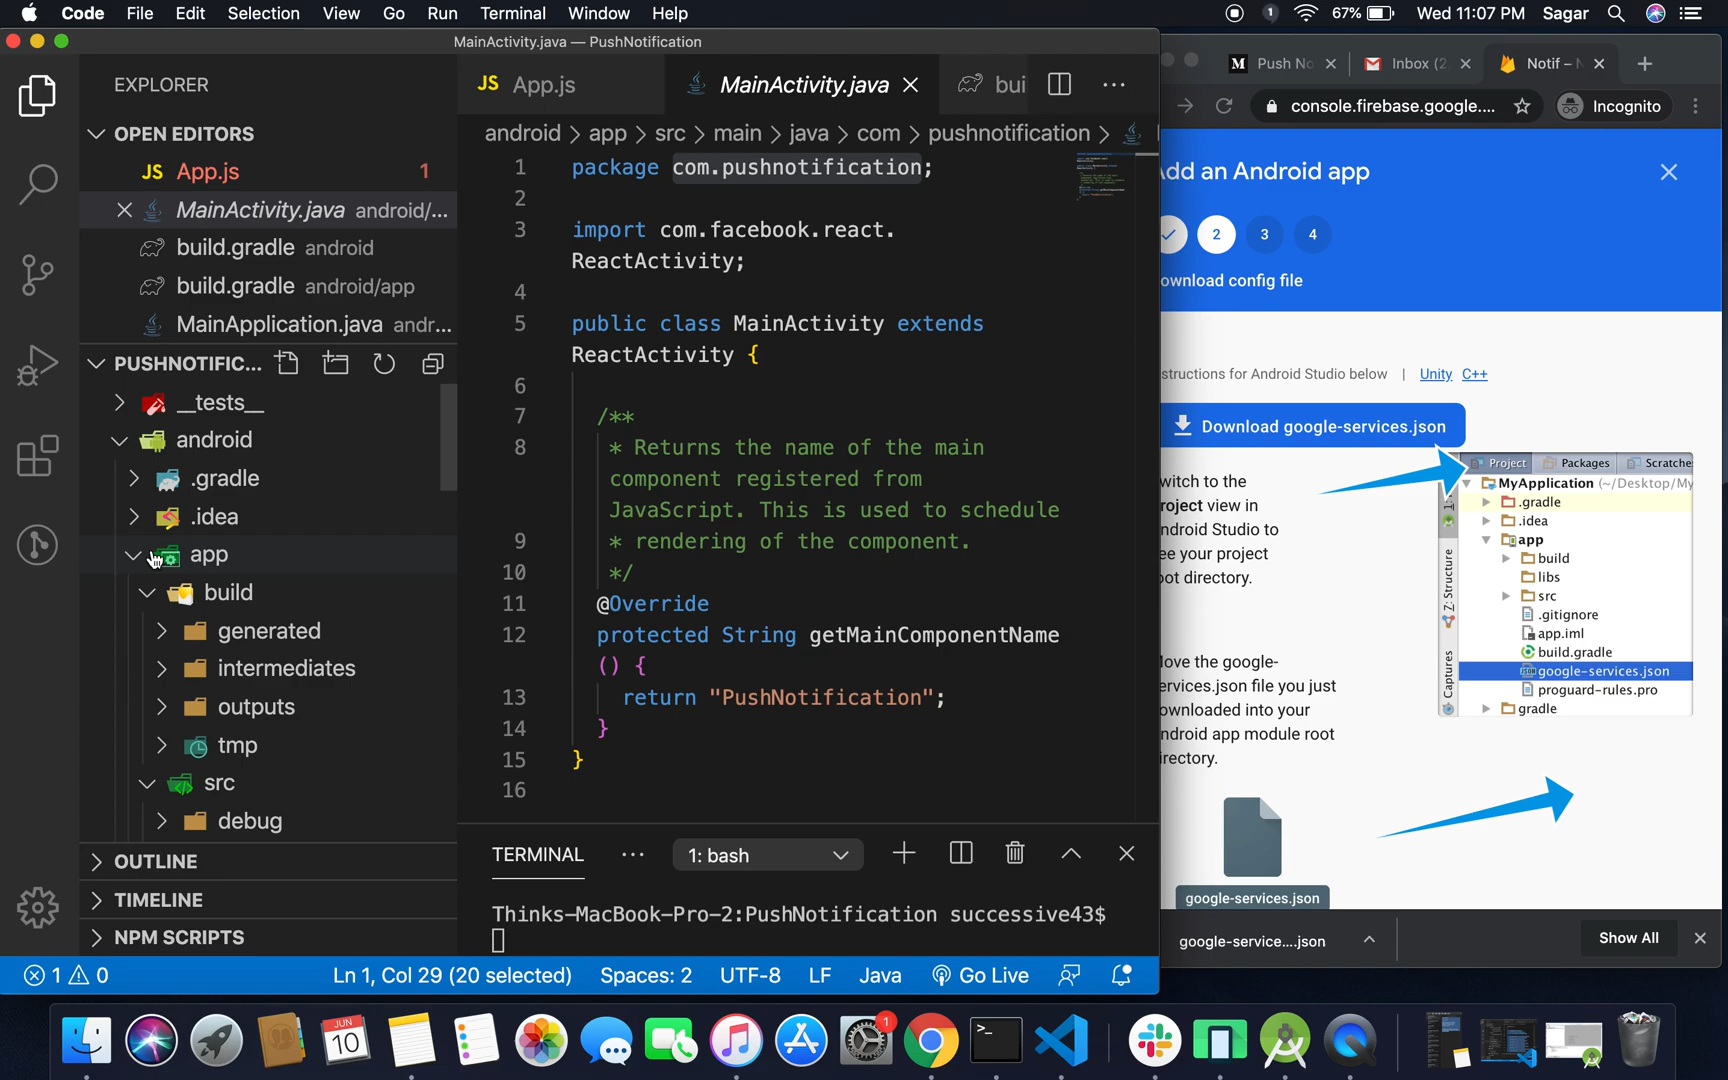 Code File Edit Selection View Go Run Terminal Window Help 1 67% Wed 11:07 PM Sagar
MainActivity.java — PushNotification
EXPLORER
OPEN EDITORS
JS App.js 1
MainActivity.java android/...
build.gradle android
build.gradle android/app
MainApplication.java andr...
PUSHNOTIFIC...
__tests__
android
.gradle
.idea
app
build
generated
intermediates
outputs
tmp
src
debug
OUTLINE
TIMELINE
NPM SCRIPTS
JS App.js MainActivity.java bui
android > app > src > main > java > com > pushnotification >
1 package com.pushnotification;
2
3 import com.facebook.react.
ReactActivity;
4
5 public class MainActivity extends
ReactActivity {
6
7 /**
8 * Returns the name of the main
component registered from
JavaScript. This is used to schedule
9 * rendering of the component.
10 */
11 @Override
12 protected String getMainComponentName
() {
13 return "PushNotification";
14 }
15 }
16
TERMINAL ... 1: bash
Thinks-MacBook-Pro-2:PushNotification successive43$
1 0 Ln 1, Col 29 (20 selected) Spaces: 2 UTF-8 LF Java Go Live
M Push No Inbox (2 Notif – N
console.firebase.google.... Incognito
dd an Android app
2 3 4
ownload config file
structions for Android Studio below | Unity C++
Download google-services.json
witch to the
roject view in
ndroid Studio to
ee your project
ot directory.
ove the google-
ervices.json file you just
ownloaded into your
ndroid app module root
irectory.
google-services.json
Project Packages Scratche
MyApplication (~/Desktop/My
.gradle
.idea
app
build
libs
src
.gitignore
app.iml
build.gradle
google-services.json
proguard-rules.pro
gradle
Z: Structure
Captures
google-service....json Show All
JUN
10
1